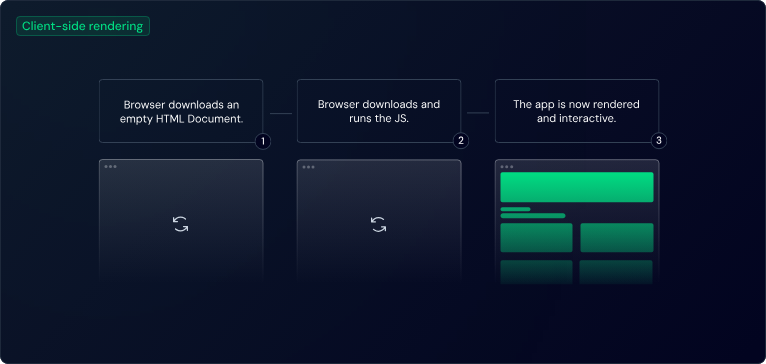 Client-side rendering
Browser downloads an
empty HTML Document.
1
Browser downloads and
runs the JS.
2
The app is now rendered
and interactive.
3